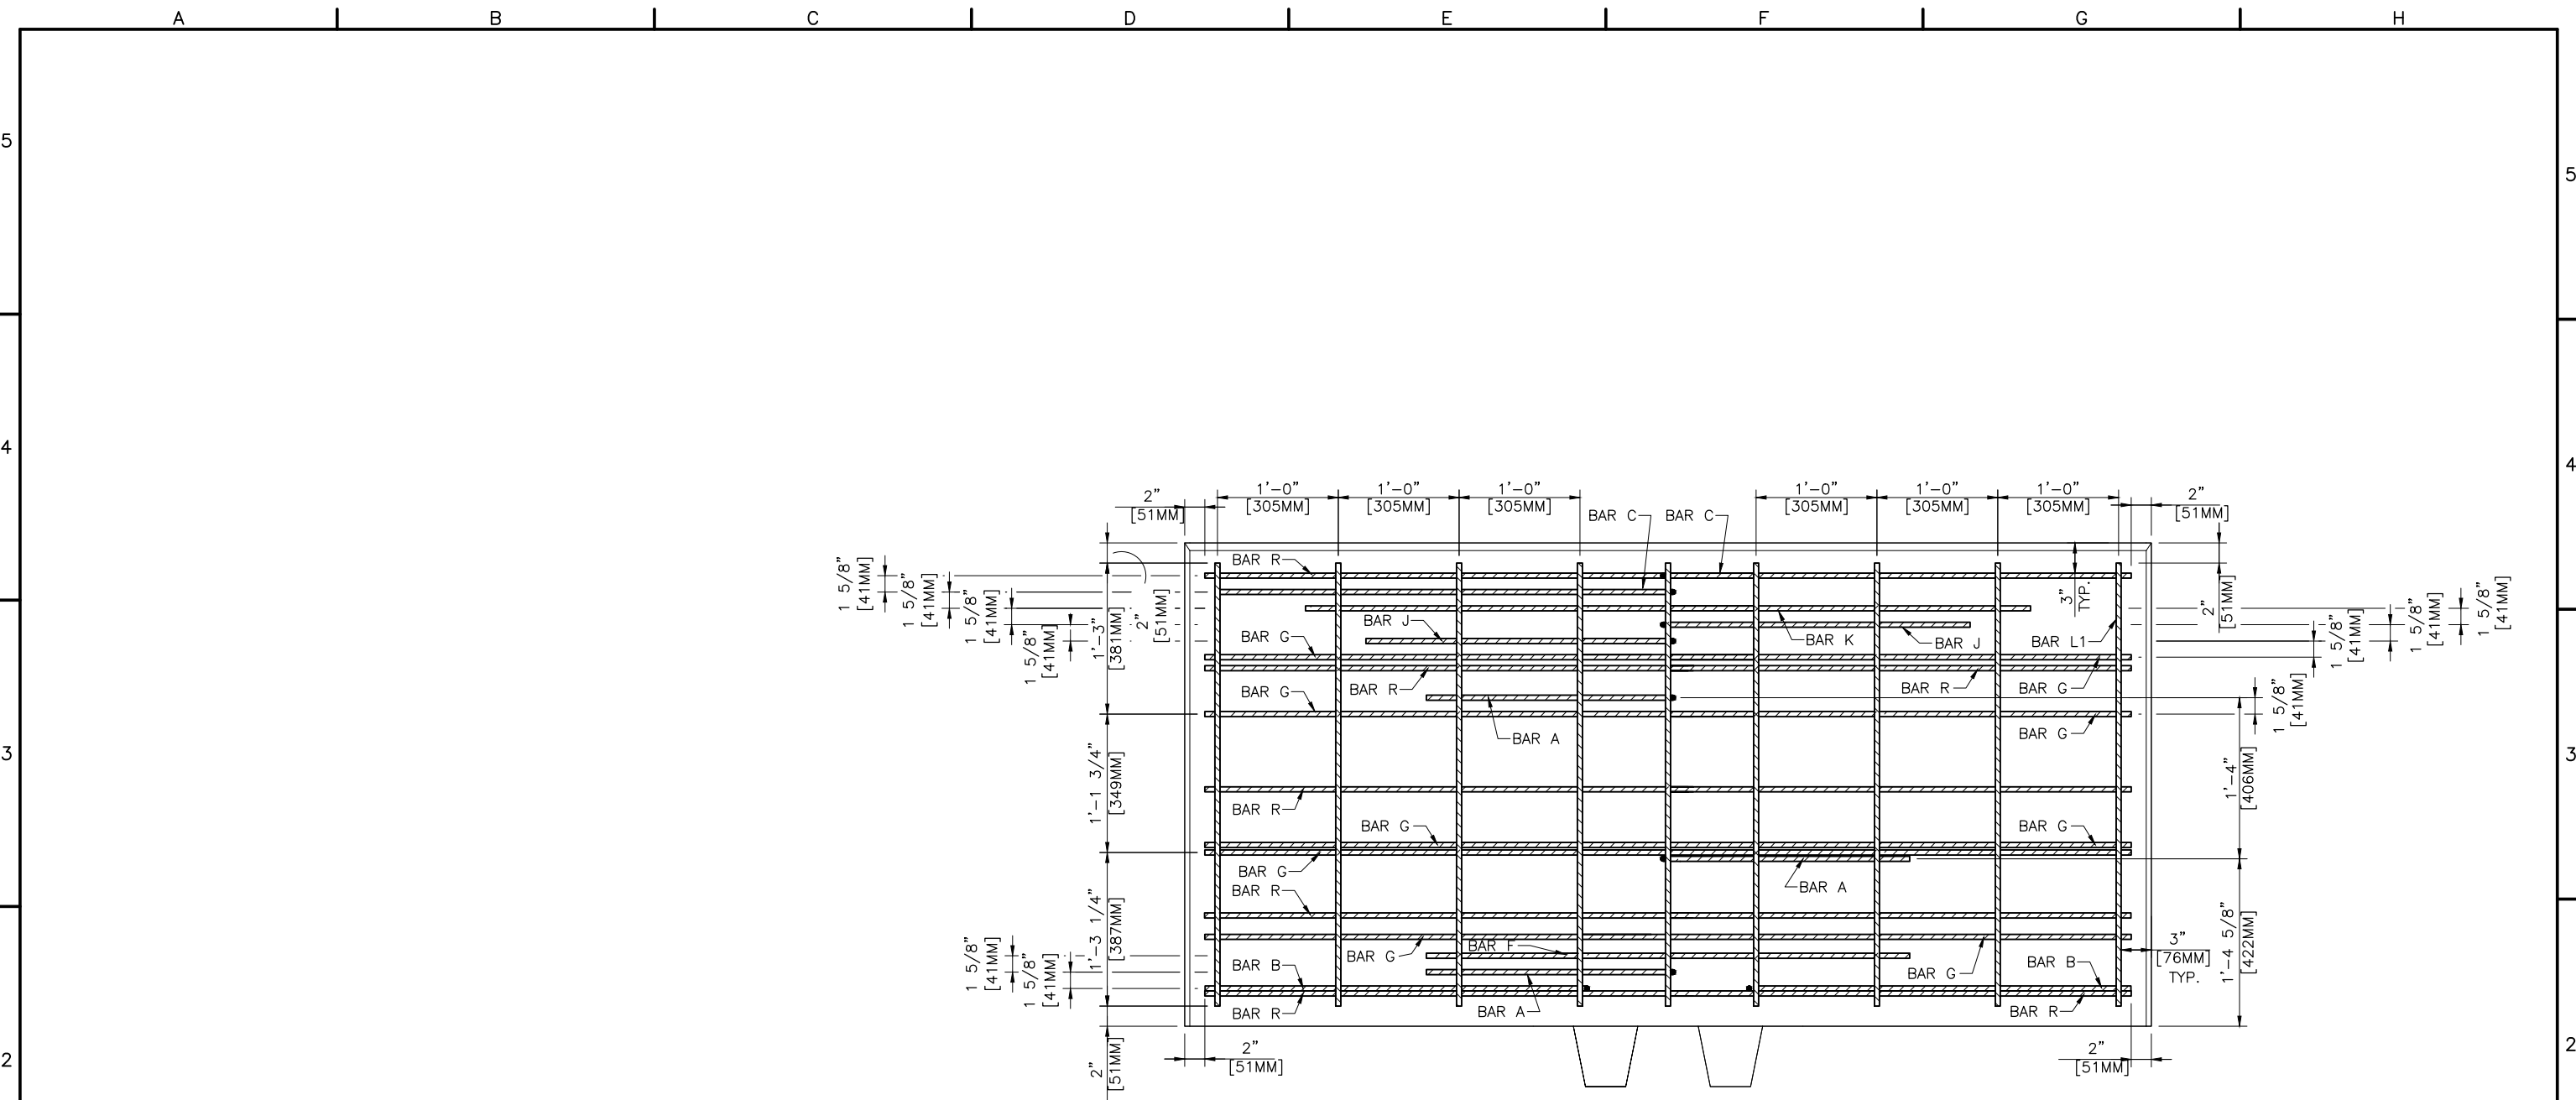 A B C D E F G H
5
5
4
4
3
3
2
2
2"
[51MM]
1'-0"
[305MM]
1'-0"
[305MM]
1'-0"
[305MM]
1'-0"
[305MM]
1'-0"
[305MM]
1'-0"
[305MM]
2"
[51MM]
BAR C
BAR C
BAR R
1 5/8"
[41MM]
1 5/8"
[41MM]
1 5/8"
[41MM]
1 5/8"
[41MM]
1'-3"
[381MM]
2"
[51MM]
3"
TYP.
2"
[51MM]
1 5/8"
[41MM]
1 5/8"
[41MM]
1 5/8"
[41MM]
1 5/8"
[41MM]
BAR J
BAR G
BAR K
BAR J
BAR L1
BAR R
BAR G
BAR R
BAR G
BAR A
BAR G
1'-1 3/4"
[349MM]
1'-4"
[406MM]
BAR R
BAR G
BAR G
BAR G
BAR R
BAR A
1'-3 1/4"
[387MM]
1'-4 5/8"
[422MM]
1 5/8"
[41MM]
1 5/8"
[41MM]
BAR F
BAR G
BAR B
BAR G
BAR B
3"
[76MM]
TYP.
BAR R
BAR A
BAR R
2"
[51MM]
2"
[51MM]
2"
[51MM]